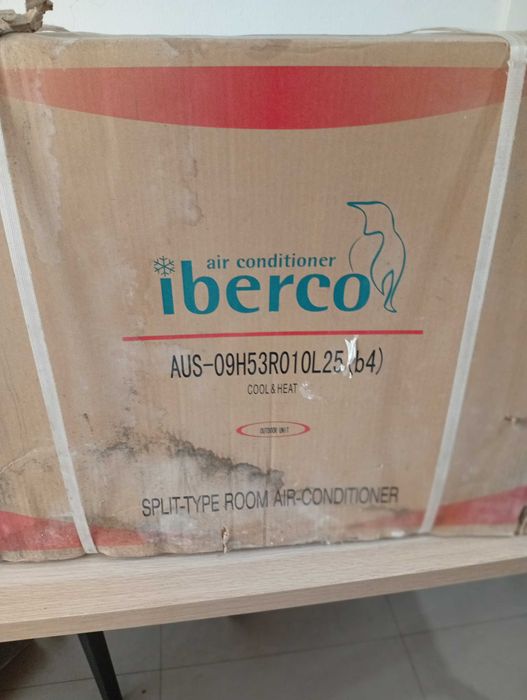 air conditioner
iberco
AUS-09H53R010L25(b4)
COOL & HEAT
OUTDOOR UNIT
SPLIT-TYPE ROOM AIR-CONDITIONER